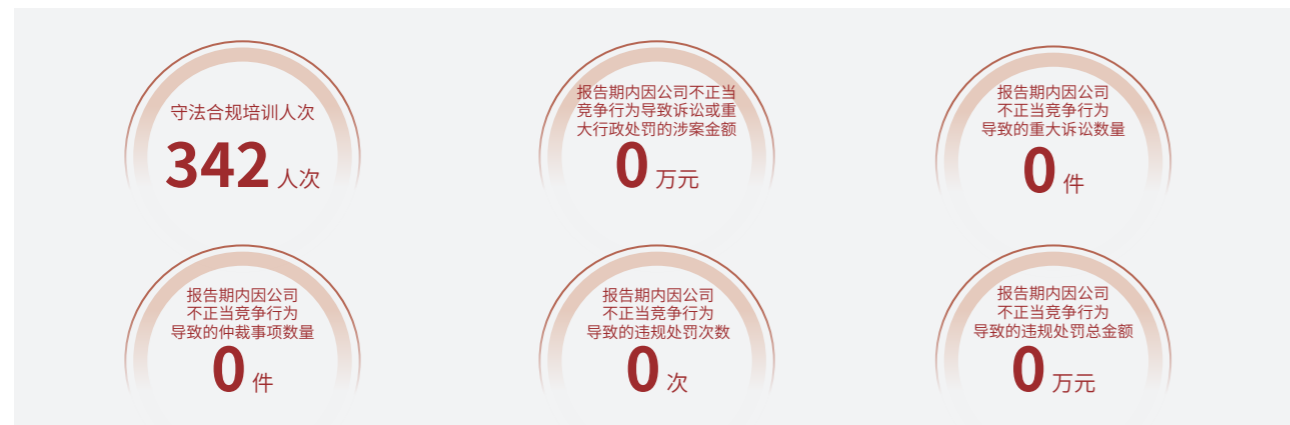 守法合规培训人次
342 人次
报告期内因公司不正当
竞争行为导致诉讼或重
大行政处罚的涉案金额
0 万元
报告期内因公司
不正当竞争行为
导致的重大诉讼数量
0 件
报告期内因公司
不正当竞争行为
导致的仲裁事项数量
0 件
报告期内因公司
不正当竞争行为
导致的违规处罚次数
0 次
报告期内因公司
不正当竞争行为
导致的违规处罚总金额
0 万元